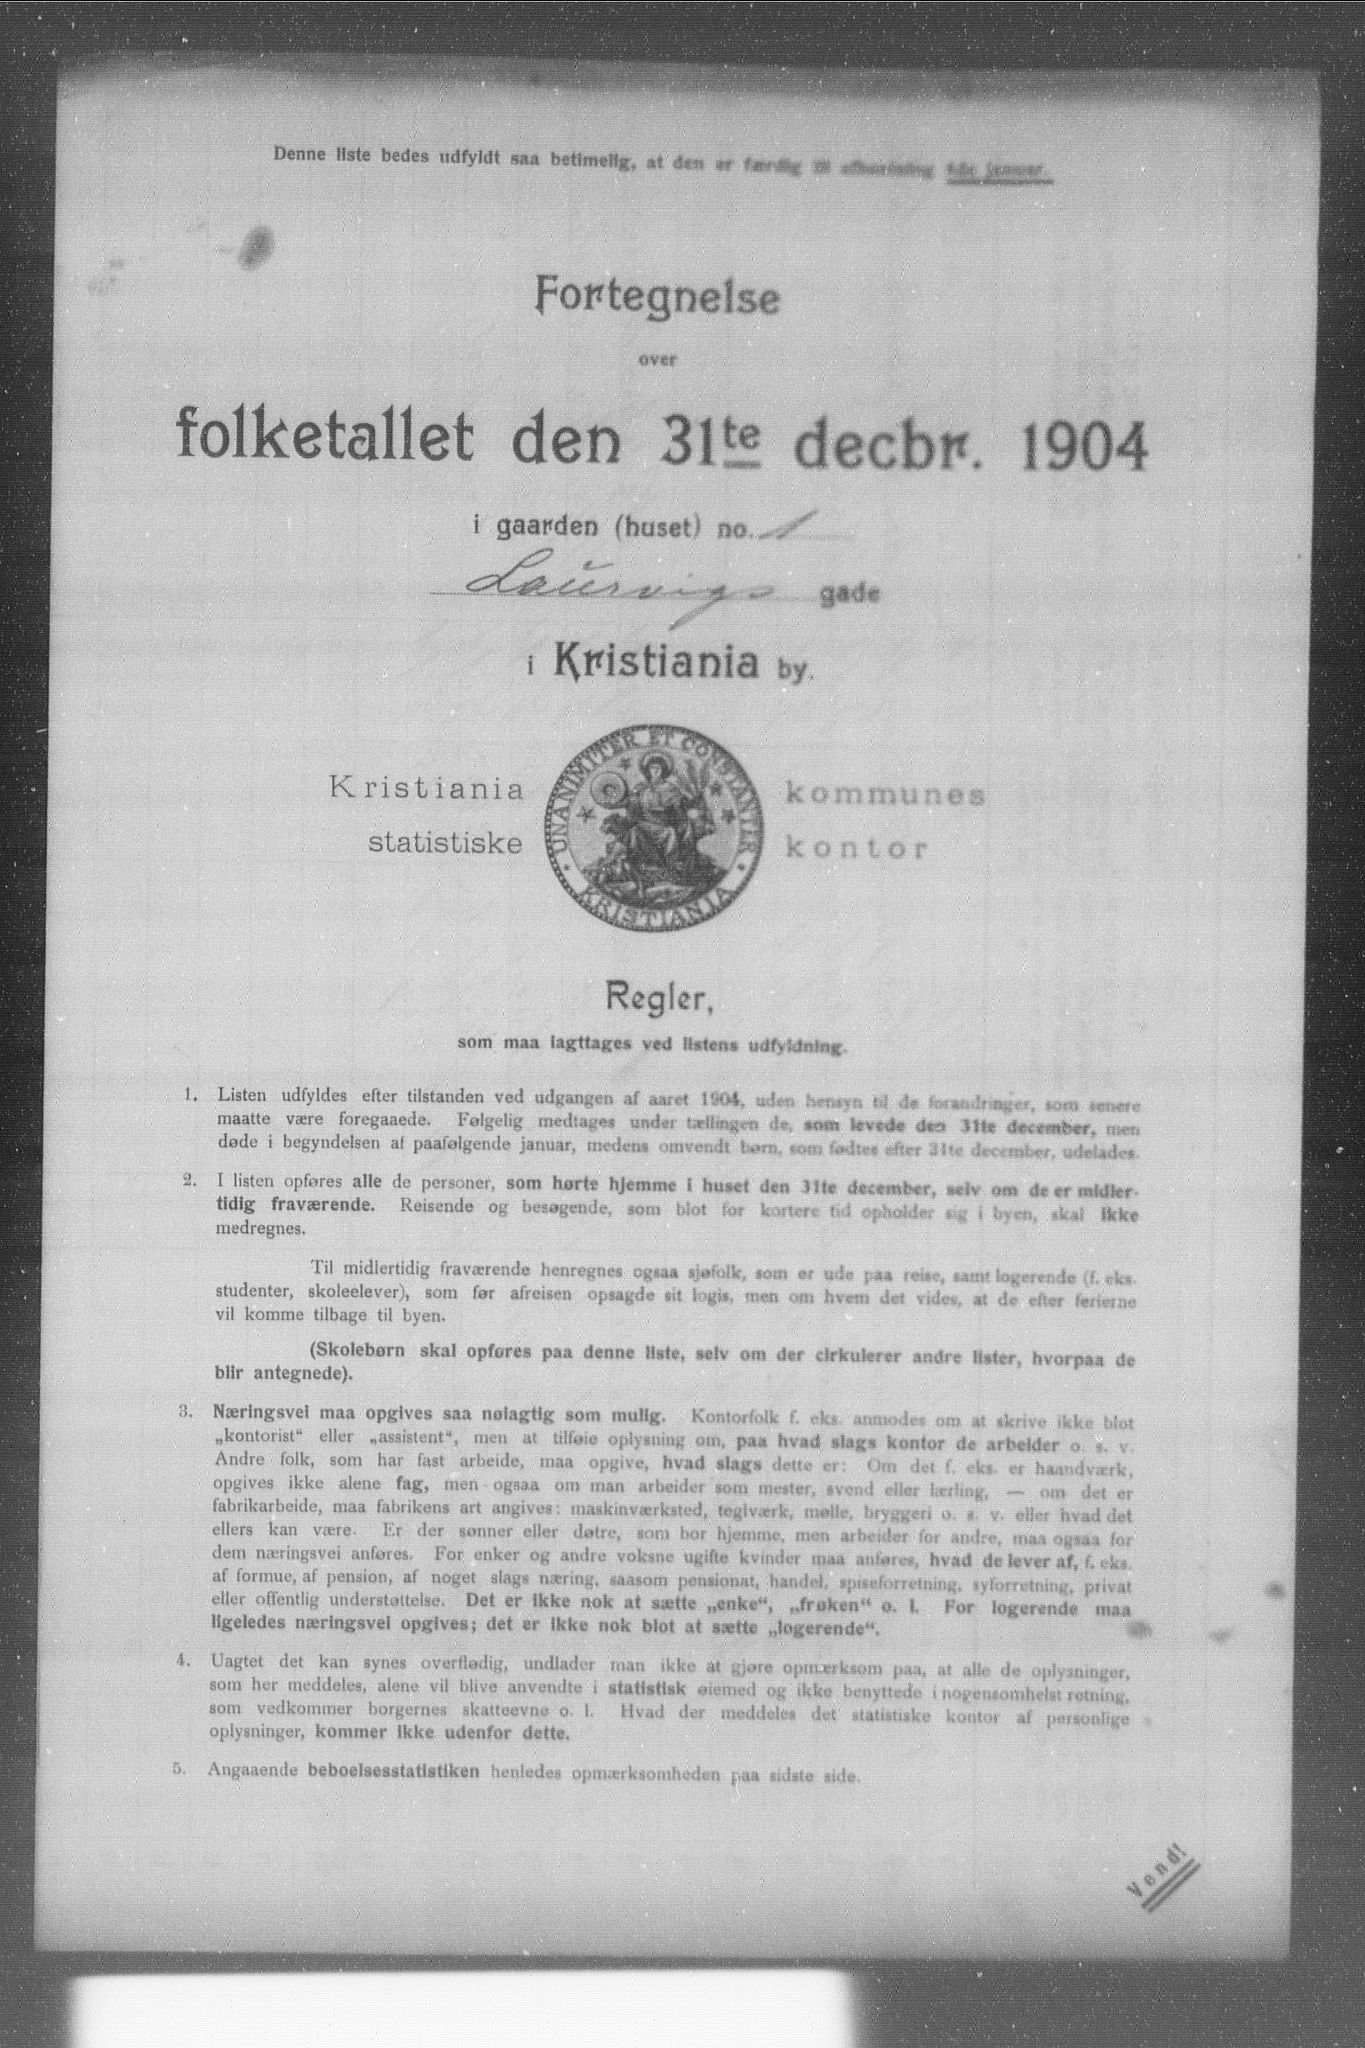 Denne liste bedes udfyldt saa betimelig, at den er færdig til afhentning 4de januar.
Fortegnelse
over
folketallet den 31te decbr. 1904
i gaarden (huset) no. 1
Laurvigs gade
i Kristiania by.
Kristiania kommunes
statistiske kontor
UNANIMITER ET CONSTANTER
KRISTIANIA
Regler,
som maa iagttages ved listens udfyldning.
1. Listen udfyldes efter tilstanden ved udgangen af aaret 1904, uden hensyn til de forandringer, som senere
maatte være foregaaede. Følgelig medtages under tællingen de, som levede den 31te december, men
døde i begyndelsen af paafølgende januar, medens omvendt børn, som fødtes efter 31te december, udelades.
2. I listen opføres alle de personer, som hørte hjemme i huset den 31te december, selv om de er midler-
tidig fraværende. Reisende og besøgende, som blot for kortere tid opholder sig i byen, skal ikke
medregnes.
Til midlertidig fraværende henregnes ogsaa sjøfolk, som er ude paa reise, samt logerende (f. eks.
studenter, skoleelever), som før afreisen opsagde sit logis, men om hvem det vides, at de efter ferierne
vil komme tilbage til byen.
(Skolebørn skal opføres paa denne liste, selv om der cirkulerer andre lister, hvorpaa de
blir antegnede).
3. Næringsvei maa opgives saa nøiagtig som mulig. Kontorfolk f. eks. anmodes om at skrive ikke blot
„kontorist“ eller „assistent“, men at tilføie oplysning om, paa hvad slags kontor de arbeider o. s. v.
Andre folk, som har fast arbeide, maa opgive, hvad slags dette er: Om det f. eks. er haandværk,
opgives ikke alene fag, men ogsaa om man arbeider som mester, svend eller lærling, — om det er
fabrikarbeide, maa fabrikens art angives: maskinværksted, teglværk, mølle, bryggeri o. s. v. eller hvad det
ellers kan være. Er der sønner eller døtre, som bor hjemme, men arbeider for andre, maa ogsaa for
dem næringsvei anføres. For enker og andre voksne ugifte kvinder maa anføres, hvad de lever af, f. eks.
af formue, af pension, af noget slags næring, saasom pensionat, handel, spiseforretning, syforretning, privat
eller offentlig understøttelse. Det er ikke nok at sætte „enke“, „frøken“ o. l. For logerende maa
ligeledes næringsvei opgives; det er ikke nok blot at sætte „logerende“.
4. Uagtet det kan synes overflødig, undlader man ikke at gjøre opmærksom paa, at alle de oplysninger,
som her meddeles, alene vil blive anvendte i statistisk øiemed og ikke benyttede i nogensomhelst retning,
som vedkommer borgernes skatteevne o. l. Hvad der meddeles det statistiske kontor af personlige
oplysninger, kommer ikke udenfor dette.
5. Angaaende beboelsesstatistiken henledes opmærksomheden paa sidste side.
Vend!